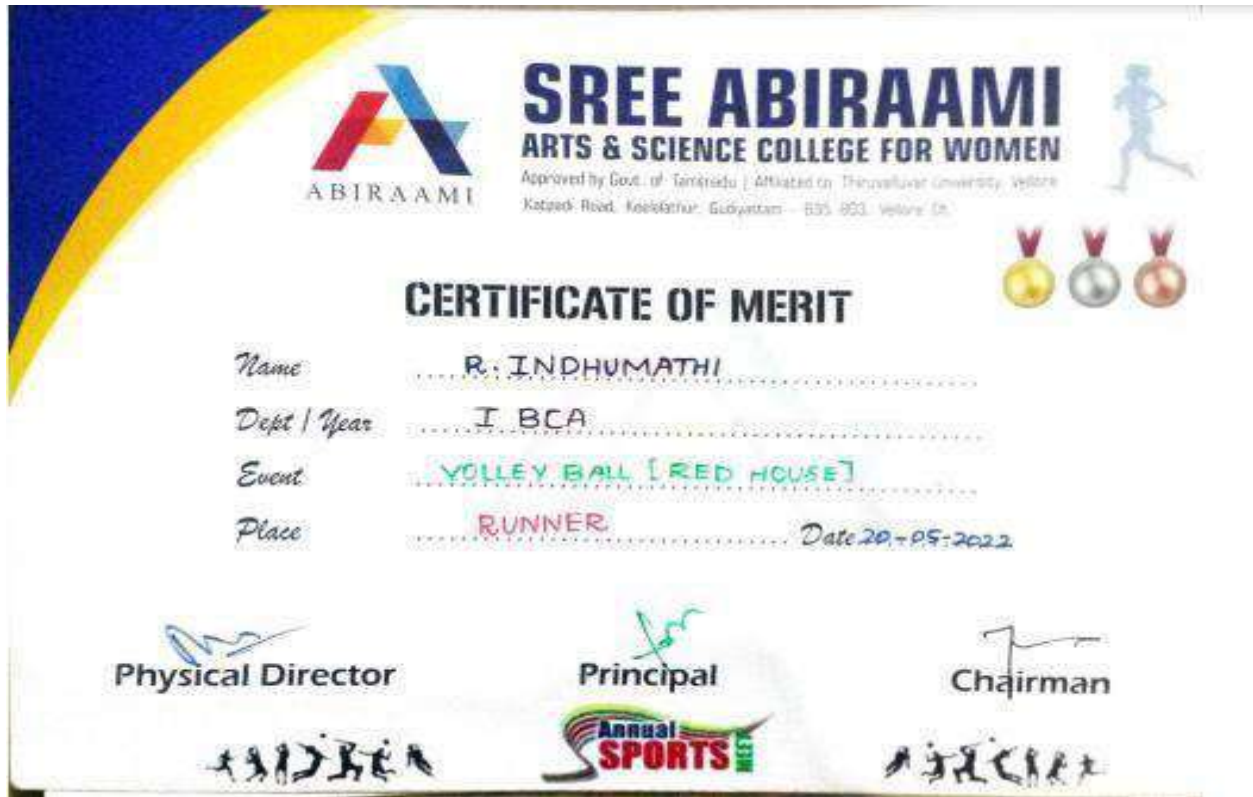 ABIRAAMI
SREE ABIRAAMI
ARTS & SCIENCE COLLEGE FOR WOMEN
Approved by Govt. of Tamilnadu | Affiliated to Thiruvalluvar University, Vellore
Katpadi Road, Gudiyattam - 635 803, Vellore Dt.
CERTIFICATE OF MERIT
Name R. INDHUMATHI
Dept / Year I BCA
Event VOLLEY BALL [RED HOUSE]
Place RUNNER Date 20-05-2022
Physical Director Principal Chairman
Annual
SPORTS MEET